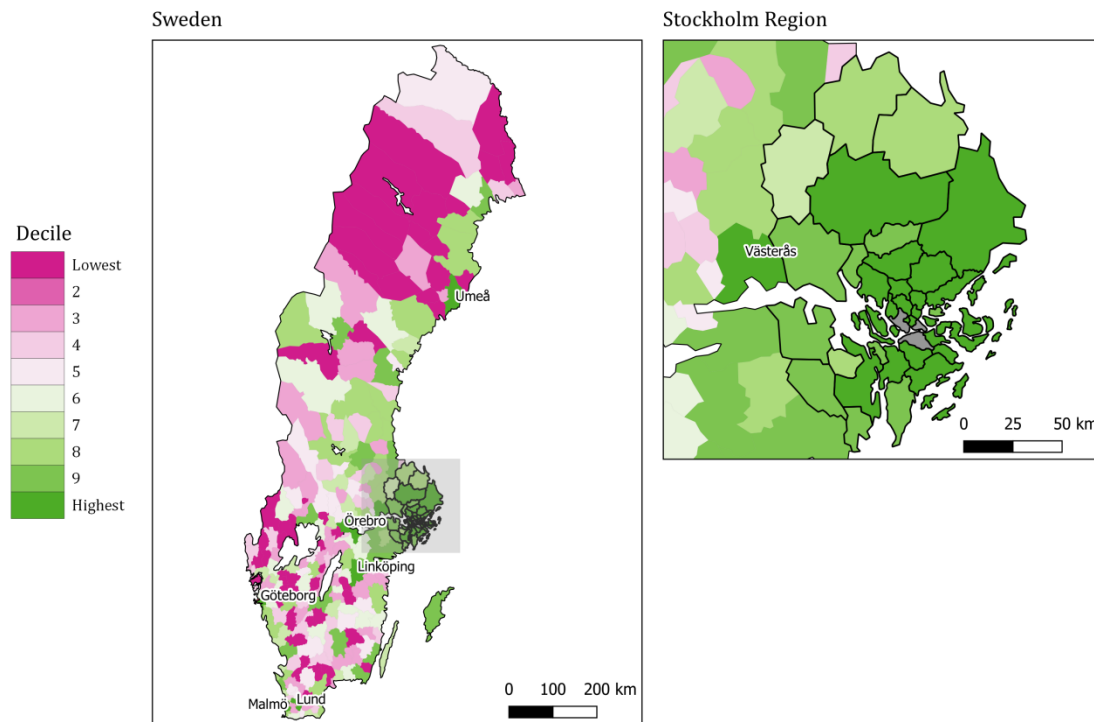 Sweden
Stockholm Region
Decile
Lowest
2
3
4
5
6
7
8
9
Highest
Umeå
Örebro
Linköping
Göteborg
Malmö
Lund
0 100 200 km
Västerås
0 25 50 km